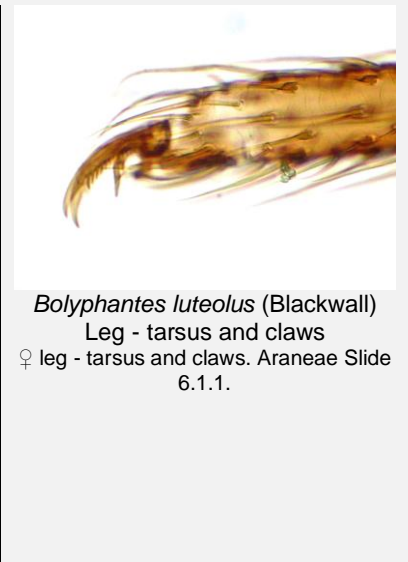 Bolyphantes luteolus (Blackwall)
Leg - tarsus and claws
♀ leg - tarsus and claws. Araneae Slide
6.1.1.